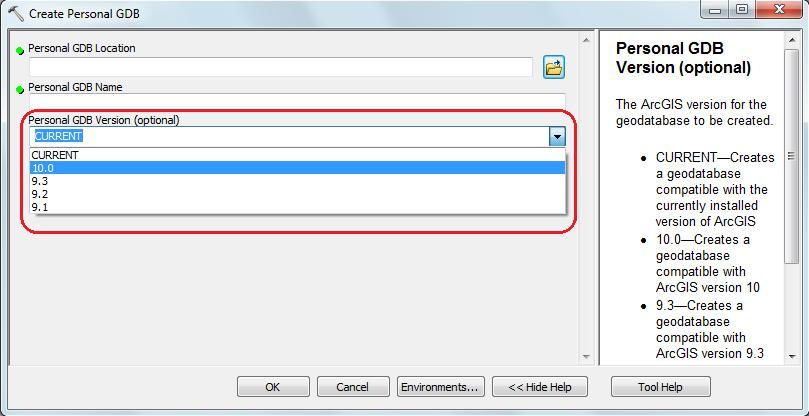 Create Personal GDB
Personal GDB Location
Personal GDB Name
Personal GDB Version (optional)
CURRENT
CURRENT
10.0
9.3
9.2
9.1
Personal GDB
Version (optional)
The ArcGIS version for the
geodatabase to be created.
• CURRENT—Creates
a geodatabase
compatible with the
currently installed
version of ArcGIS
• 10.0—Creates a
geodatabase
compatible with
ArcGIS version 10
• 9.3—Creates a
geodatabase
compatible with
ArcGIS version 9.3
OK
Cancel
Environments...
<< Hide Help
Tool Help